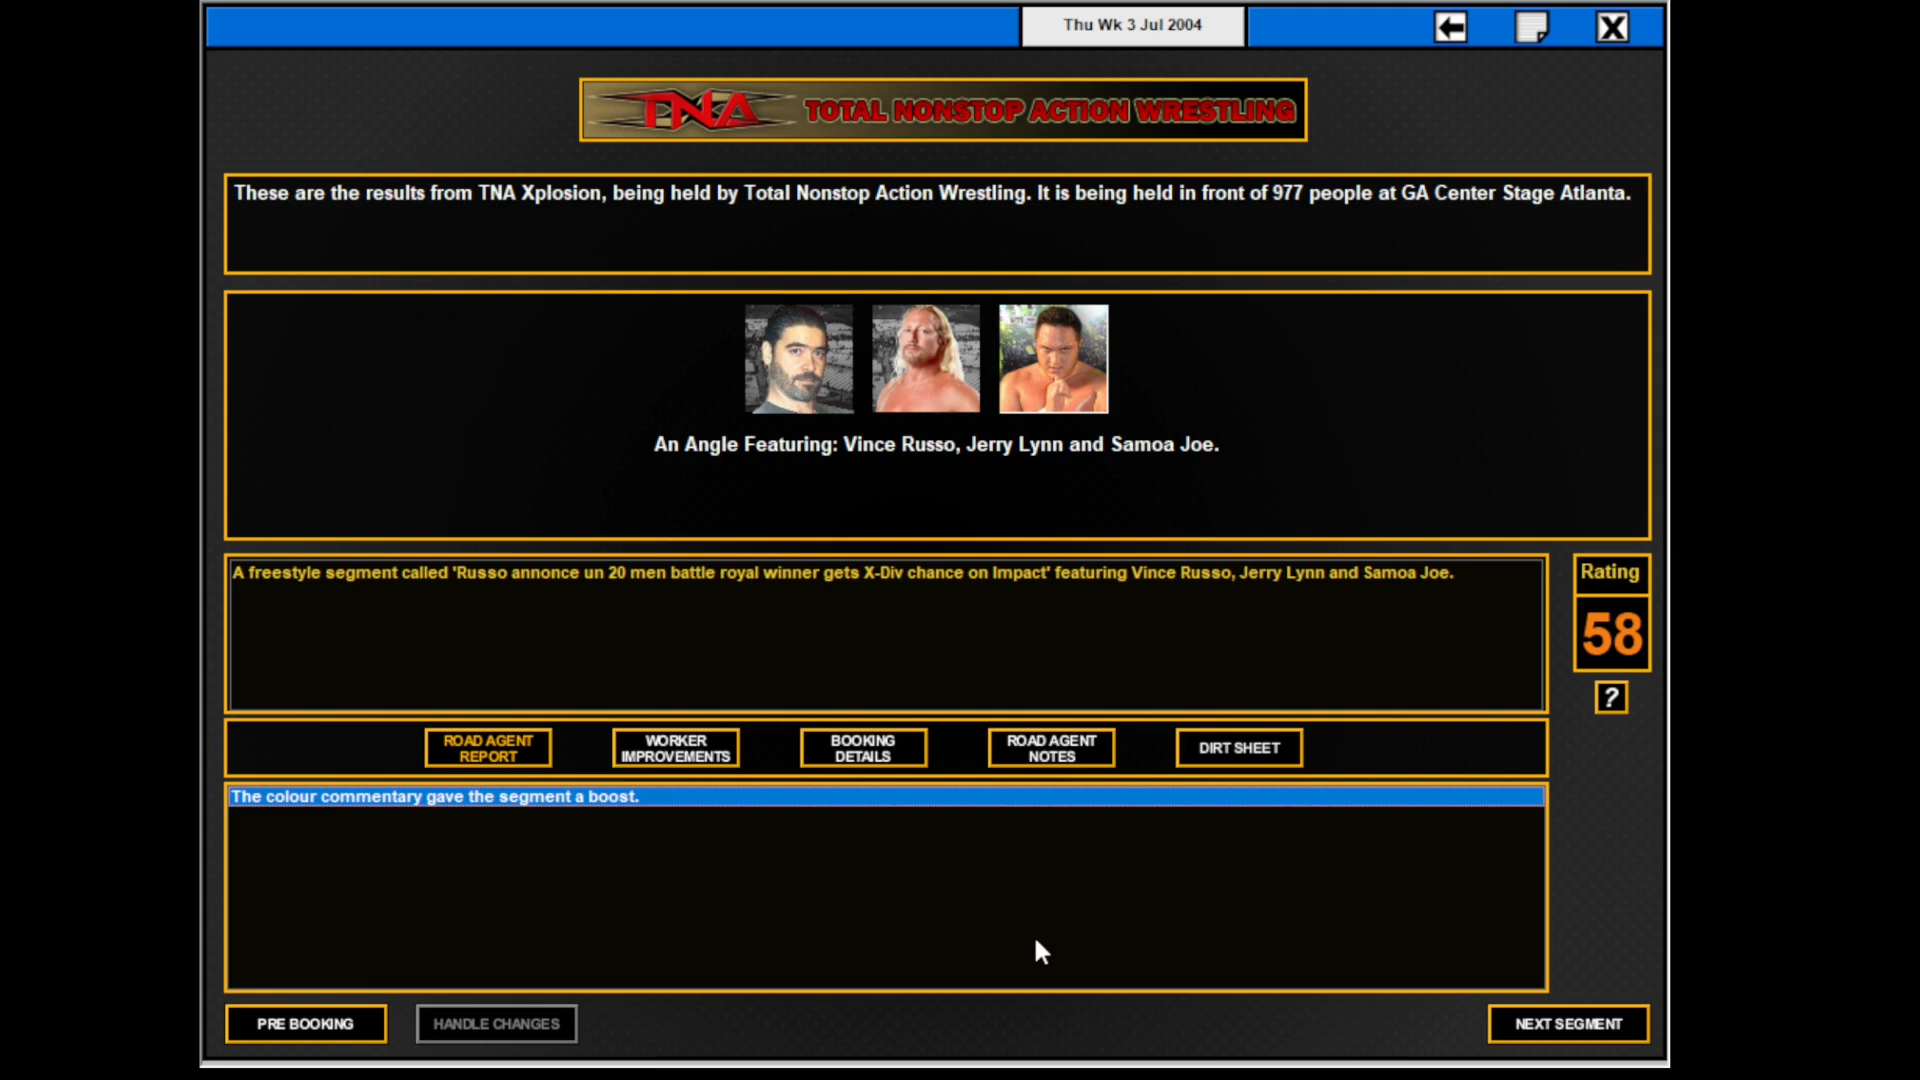 Thu Wk 3 Jul 2004
TNA TOTAL NONSTOP ACTION WRESTLING
These are the results from TNA Xplosion, being held by Total Nonstop Action Wrestling. It is being held in front of 977 people at GA Center Stage Atlanta.
An Angle Featuring: Vince Russo, Jerry Lynn and Samoa Joe.
A freestyle segment called 'Russo annonce un 20 men battle royal winner gets X-Div chance on Impact' featuring Vince Russo, Jerry Lynn and Samoa Joe.
Rating
58
?
ROAD AGENT
REPORT
WORKER
IMPROVEMENTS
BOOKING
DETAILS
ROAD AGENT
NOTES
DIRT SHEET
The colour commentary gave the segment a boost.
PRE BOOKING
HANDLE CHANGES
NEXT SEGMENT